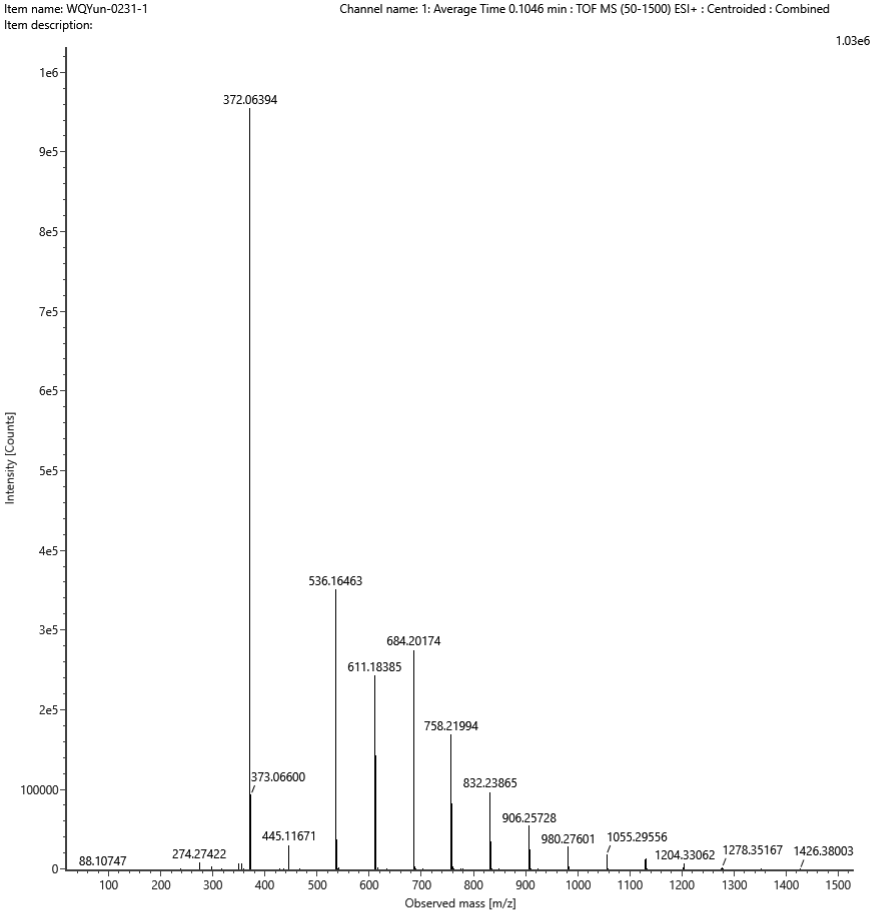 Item name: WQYun-0231-1
Channel name: 1: Average Time 0.1046 min : TOF MS (50-1500) ESI+ : Centroided : Combined
Item description:
1.03e6
1e6
372.06394
9e5
8e5
7e5
6e5
Intensity [Counts]
5e5
536.16463
4e5
684.20174
3e5
611.18385
2e5
758.21994
373.06600
832.23865
100000
906.25728
445.11671
980.27601
1055.29556
274.27422
1204.33062
1278.35167
1426.38003
88.10747
0
100 200 300 400 500 600 700 800 900 1000 1100 1200 1300 1400 1500
Observed mass [m/z]